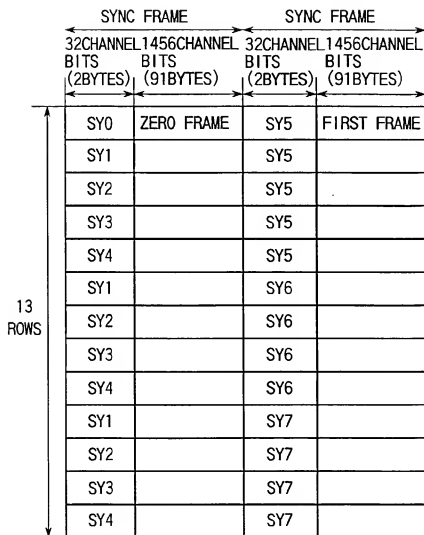 SYNC FRAME SYNC FRAME
32CHANNEL 1456CHANNEL 32CHANNEL 1456CHANNEL
BITS BITS BITS BITS
(2BYTES) (91BYTES) (2BYTES) (91BYTES)
SY0 ZERO FRAME SY5 FIRST FRAME
SY1 SY5
SY2 SY5
SY3 SY5
SY4 SY5
SY1 SY6
13
ROWS
SY2 SY6
SY3 SY6
SY4 SY6
SY1 SY7
SY2 SY7
SY3 SY7
SY4 SY7